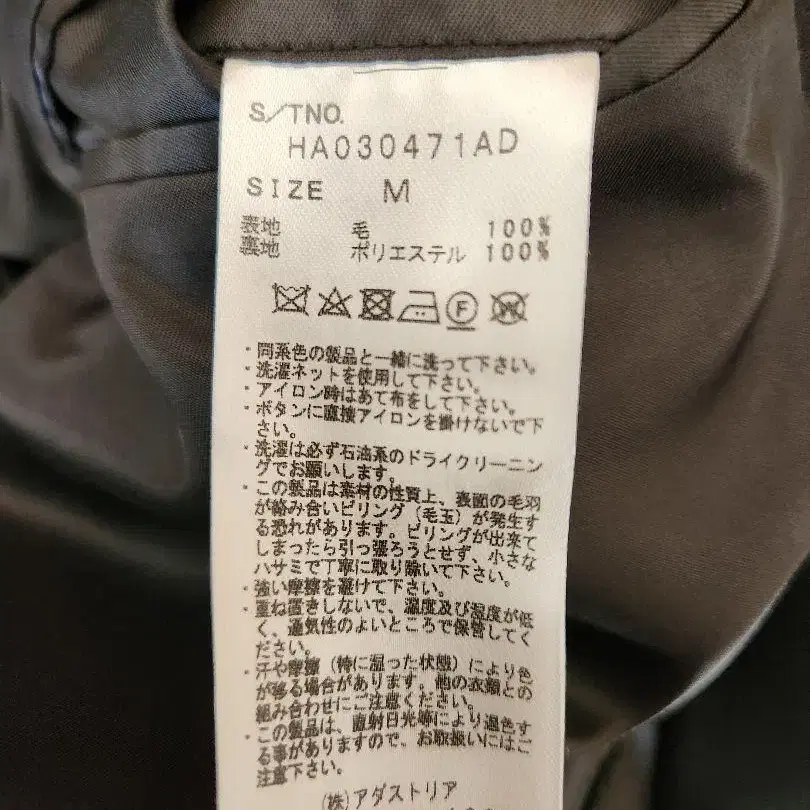 S/TNO.
HA030471AD
SIZE M
表地 毛 100%
裏地 ポリエステル 100%
F
W
・同系色の製品と一緒に洗って下さい。
・洗濯ネットを使用して下さい。
・アイロン時はあて布をして下さい。
・ボタンに直接アイロンを掛けないで下
さい。
・洗濯は必ず石油系のドライクリーニン
グでお願いします。
・この製品は素材の性質上、表面の毛羽
が絡み合いピリング（毛玉）が発生す
る恐れがあります。ピリングが出来て
しまったら引っ張ろうとせず、小さな
ハサミで丁寧に取り除いて下さい。
・強い摩擦を避けて下さい。
・重ね置きしないで、温度及び湿度が低
く、通気性のよいところで保管してく
ださい。
・汗や摩擦（特に湿った状態）により色
が移る場合があります。他の衣類との
組み合わせにご注意ください。
・この製品は、直射日光等により退色す
る事がありますので、お取扱いにはご
注意下さい。
(株)アダストリア